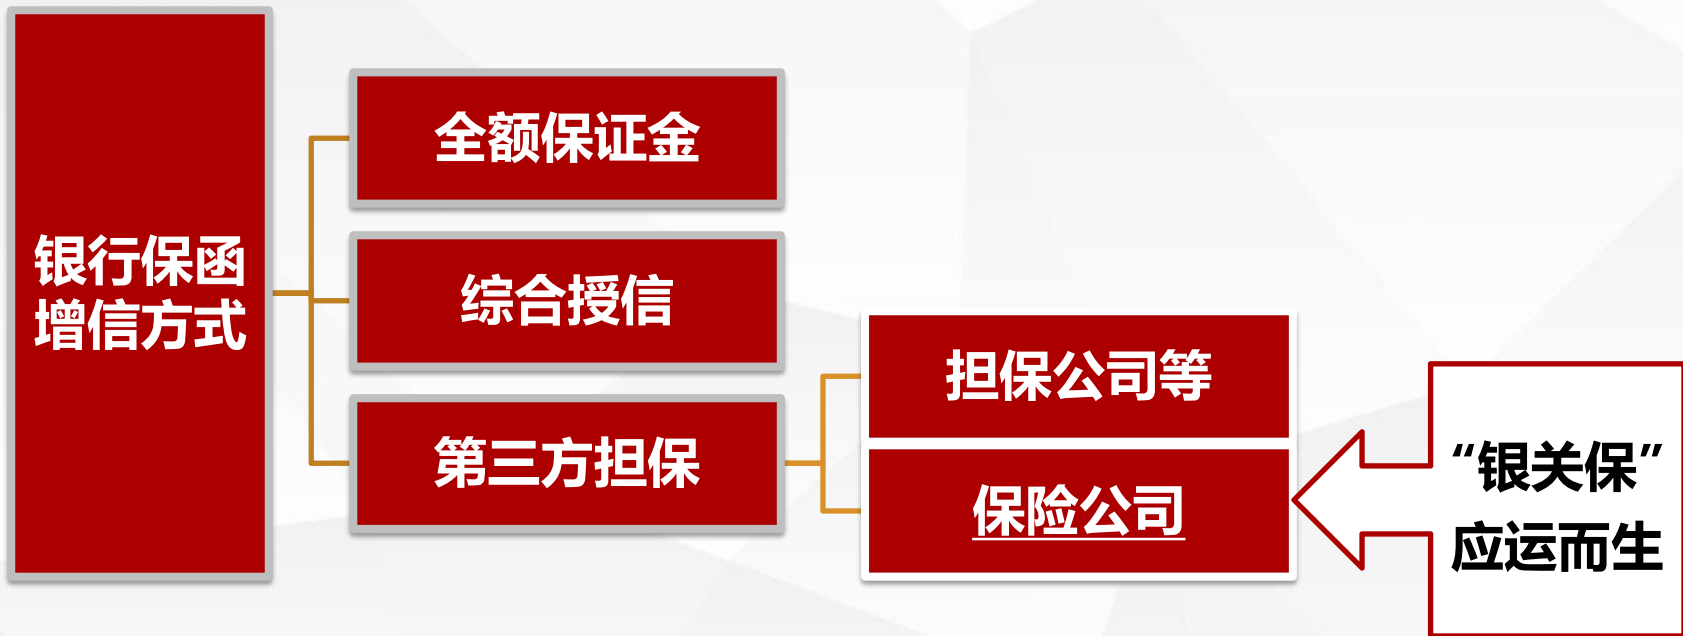 银行保函
增信方式
全额保证金
综合授信
第三方担保
担保公司等
保险公司
“银关保”
应运而生